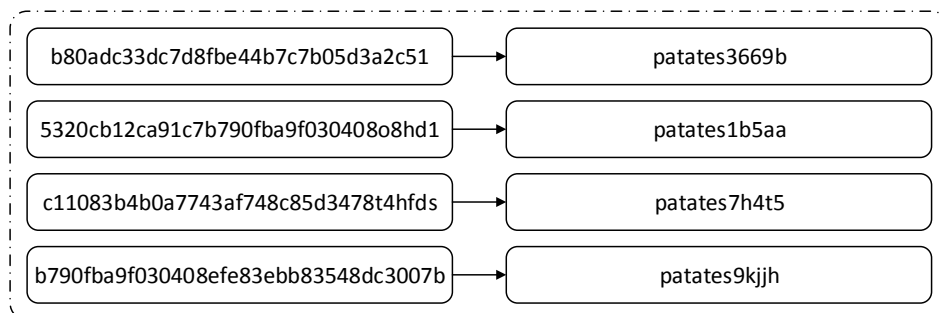 b80adc33dc7d8fbe44b7c7b05d3a2c51
patates3669b
5320cb12ca91c7b790fba9f030408o8hd1
patates1b5aa
c11083b4b0a7743af748c85d3478t4hfds
patates7h4t5
b790fba9f030408efe83ebb83548dc3007b
patates9kjjh